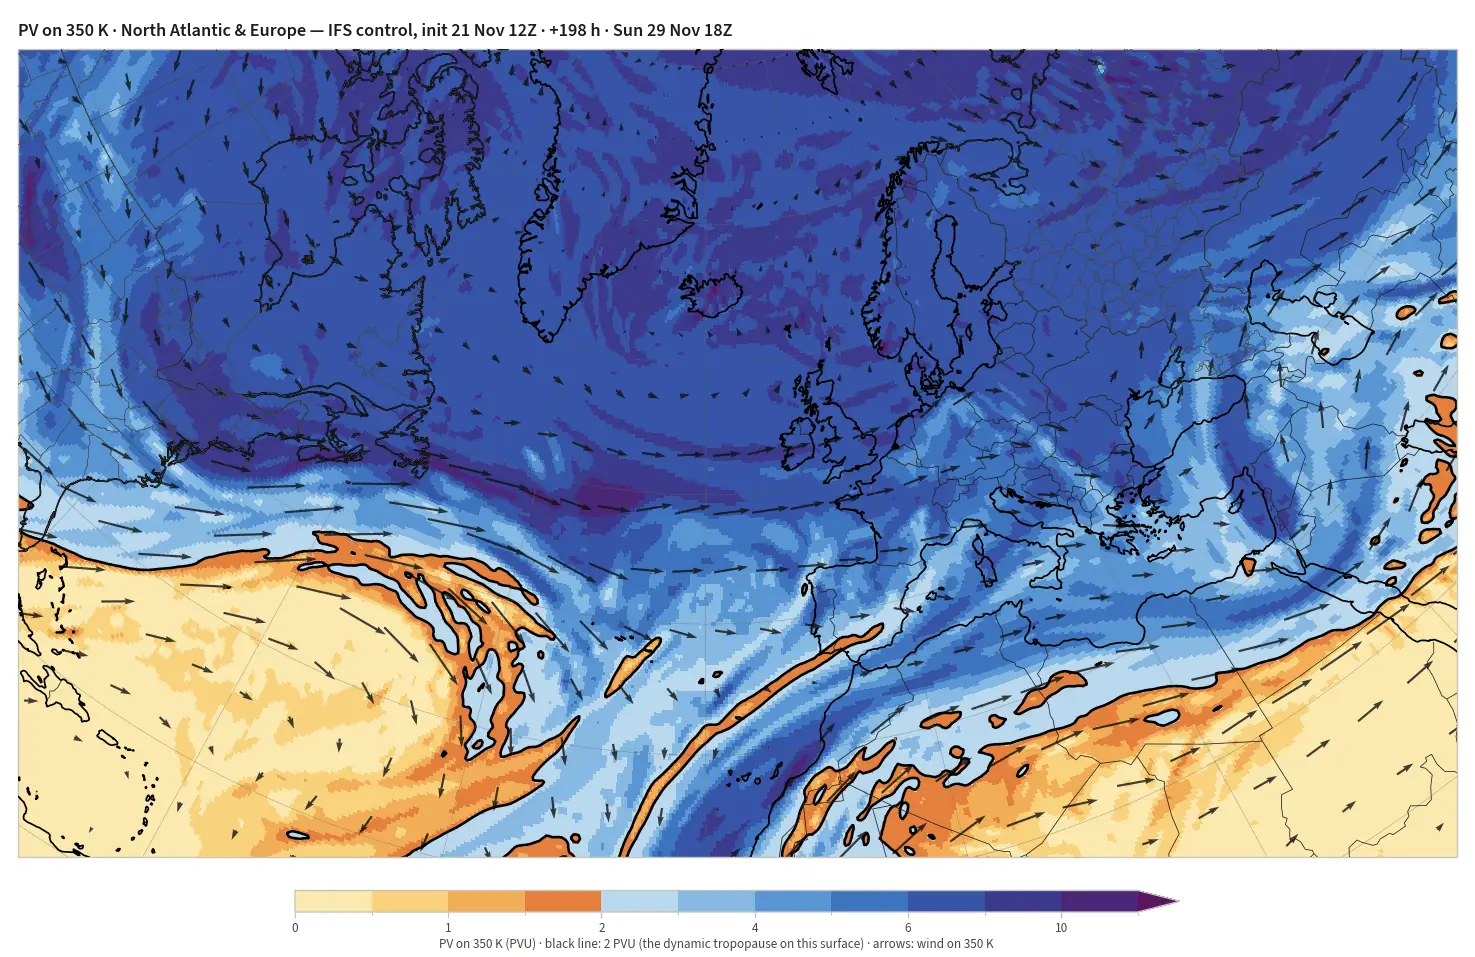 PV on 350 K · North Atlantic & Europe — IFS control, init 21 Nov 12Z · +198 h · Sun 29 Nov 18Z
0 1 2 4 6 10
PV on 350 K (PVU) · black line: 2 PVU (the dynamic tropopause on this surface) · arrows: wind on 350 K